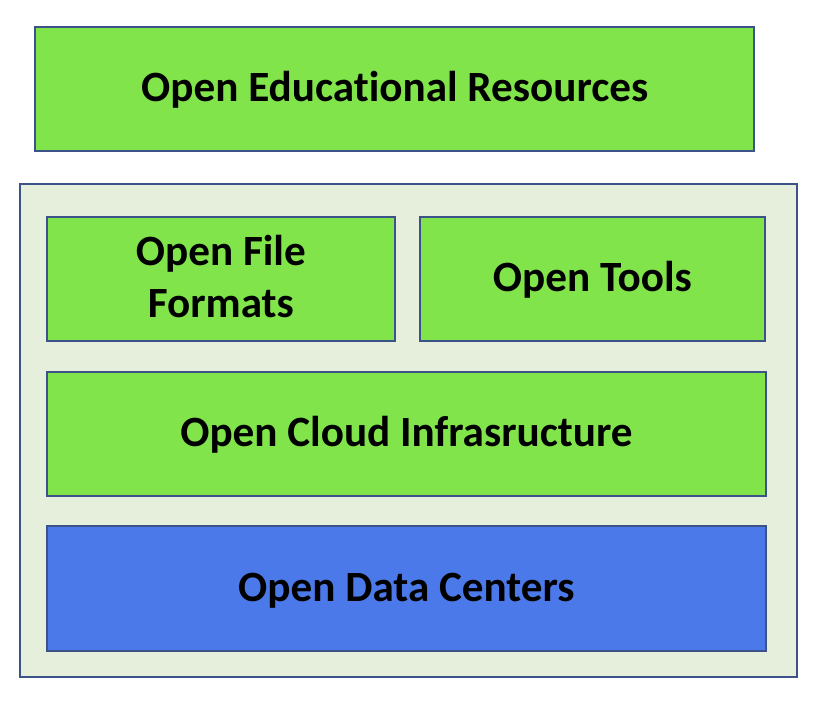 Open Educational Resources
Open File
Formats
Open Tools
Open Cloud Infrasructure
Open Data Centers